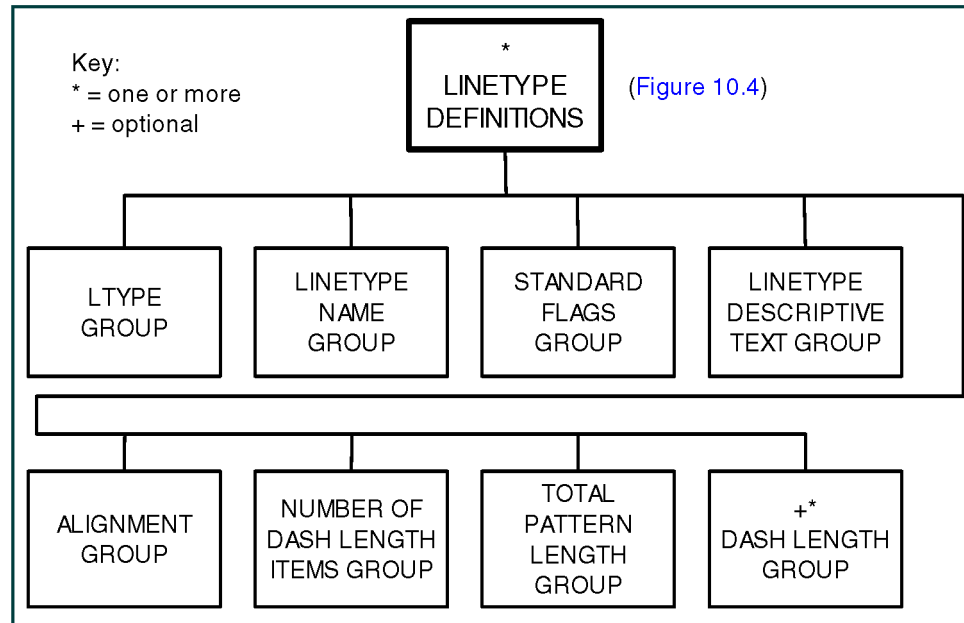 Key:
* = one or more
+ = optional
*
LINETYPE
DEFINITIONS
(Figure 10.4)
LTYPE
GROUP
LINETYPE
NAME
GROUP
STANDARD
FLAGS
GROUP
LINETYPE
DESCRIPTIVE
TEXT GROUP
ALIGNMENT
GROUP
NUMBER OF
DASH LENGTH
ITEMS GROUP
TOTAL
PATTERN
LENGTH
GROUP
+*
DASH LENGTH
GROUP